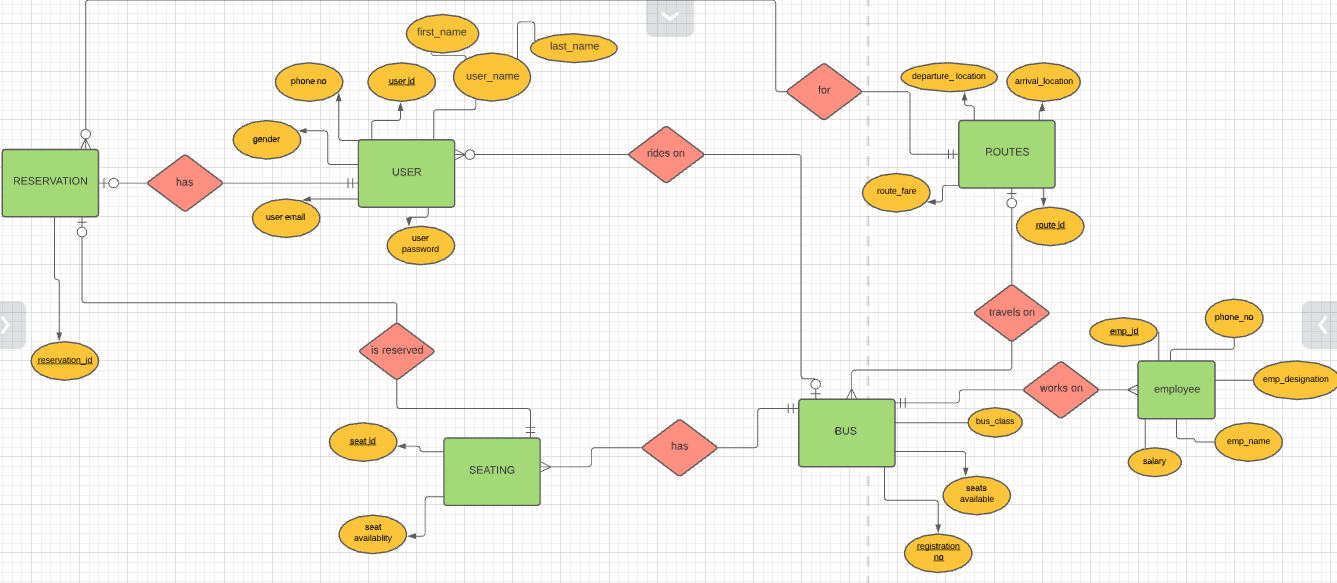 first_name
last_name
user_name
phone no
user id
gender
USER
user email
user
password
RESERVATION
has
rides on
for
departure_ location
arrival_location
ROUTES
route_fare
route id
reservation_id
is reserved
travels on
emp_id
phone_no
emp_designation
employee
works on
emp_name
salary
BUS
bus_class
seats
available
registration
no
has
SEATING
seat id
seat
availablity